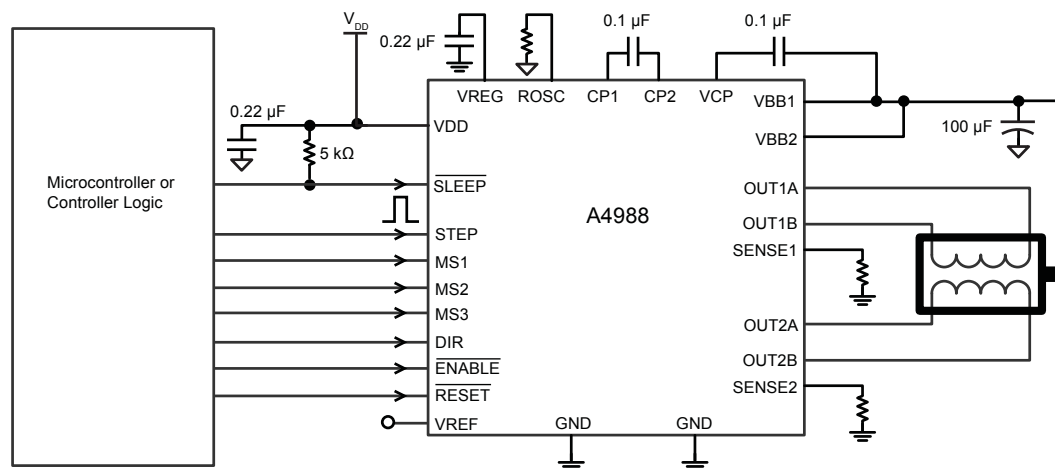 V_DD
0.22 µF
0.1 µF
0.1 µF
0.22 µF
5 kΩ
100 µF
Microcontroller or
Controller Logic
VREG
ROSC
CP1
CP2
VCP
VBB1
VDD
VBB2
SLEEP
OUT1A
A4988
OUT1B
STEP
SENSE1
MS1
MS2
MS3
OUT2A
DIR
OUT2B
ENABLE
SENSE2
RESET
VREF
GND
GND